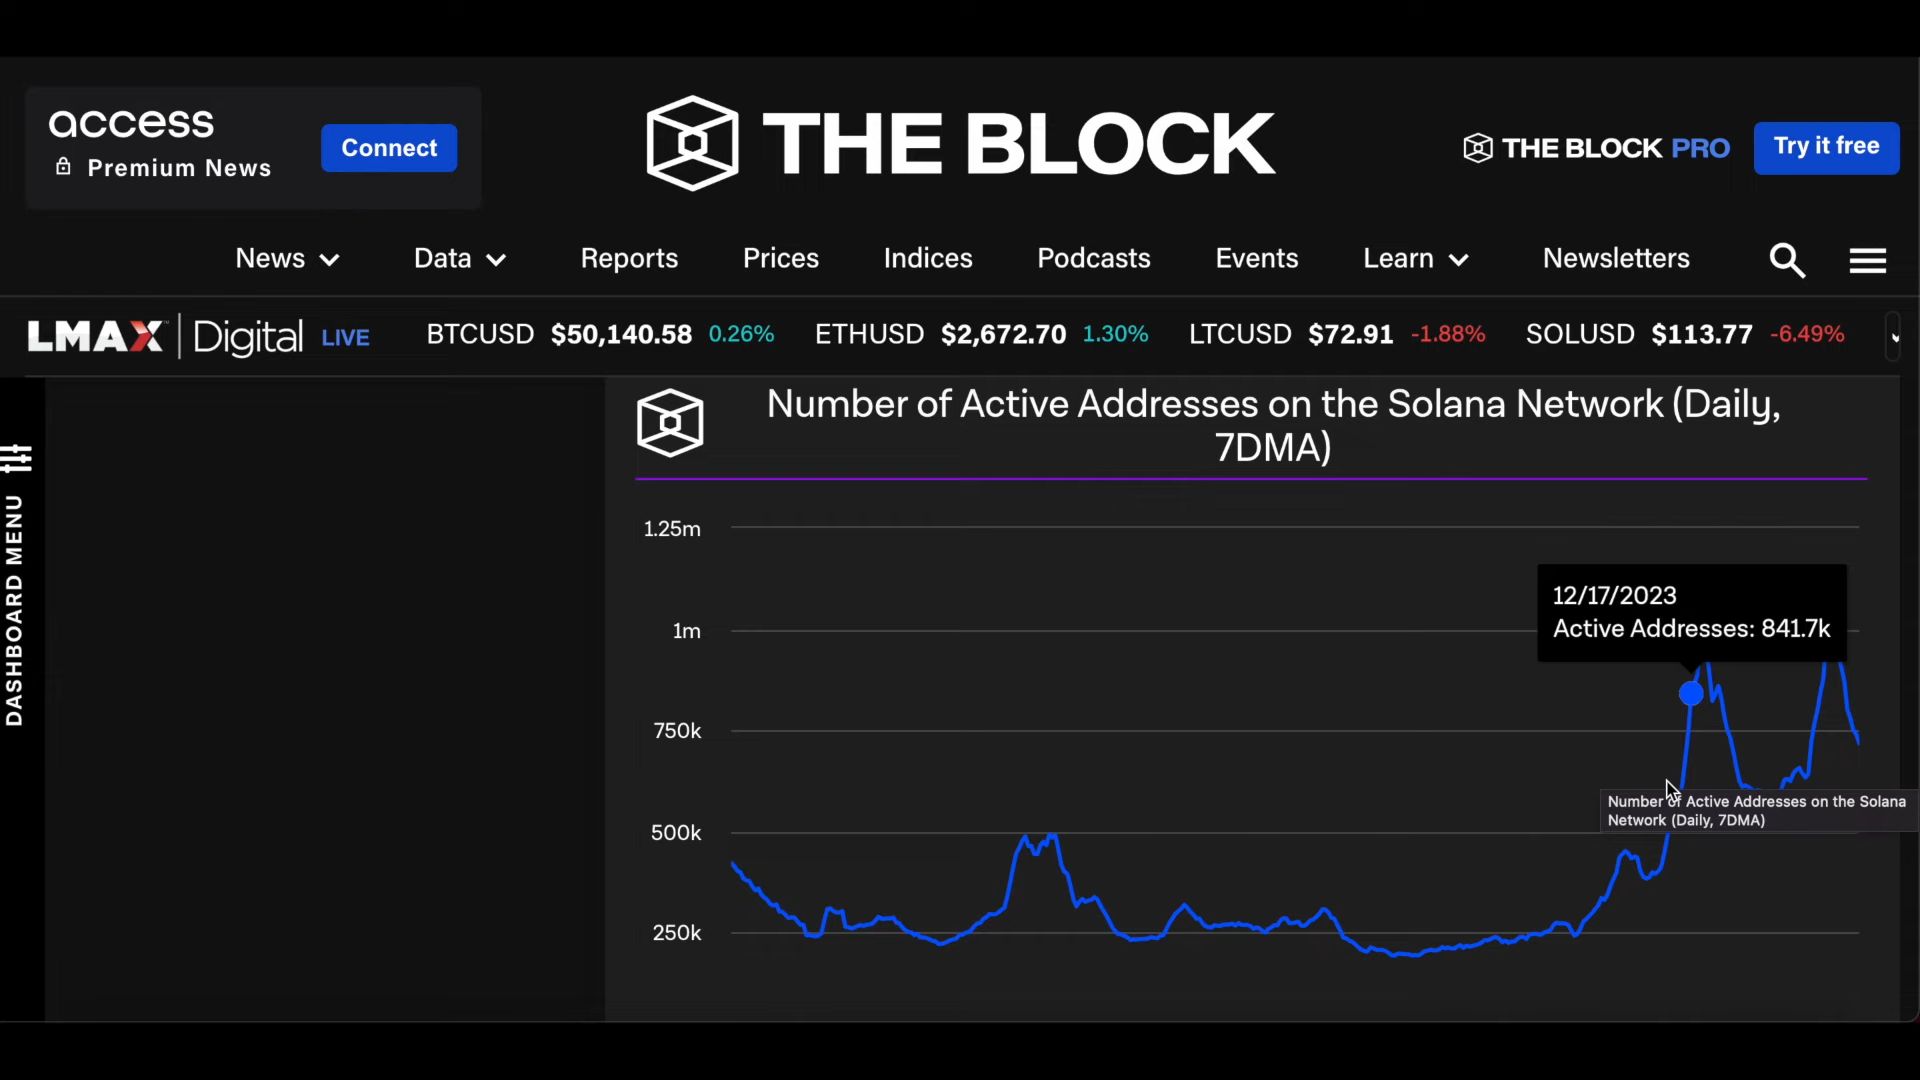 access
Premium News
Connect
THE BLOCK
THE BLOCK PRO
Try it free
News
Data
Reports
Prices
Indices
Podcasts
Events
Learn
Newsletters
LMAX Digital LIVE BTCUSD $50,140.58 0.26% ETHUSD $2,672.70 1.30% LTCUSD $72.91 -1.88% SOLUSD $113.77 -6.49%
DASHBOARD MENU
Number of Active Addresses on the Solana Network (Daily,
7DMA)
1.25m
1m
750k
500k
250k
12/17/2023
Active Addresses: 841.7k
Number of Active Addresses on the Solana
Network (Daily, 7DMA)